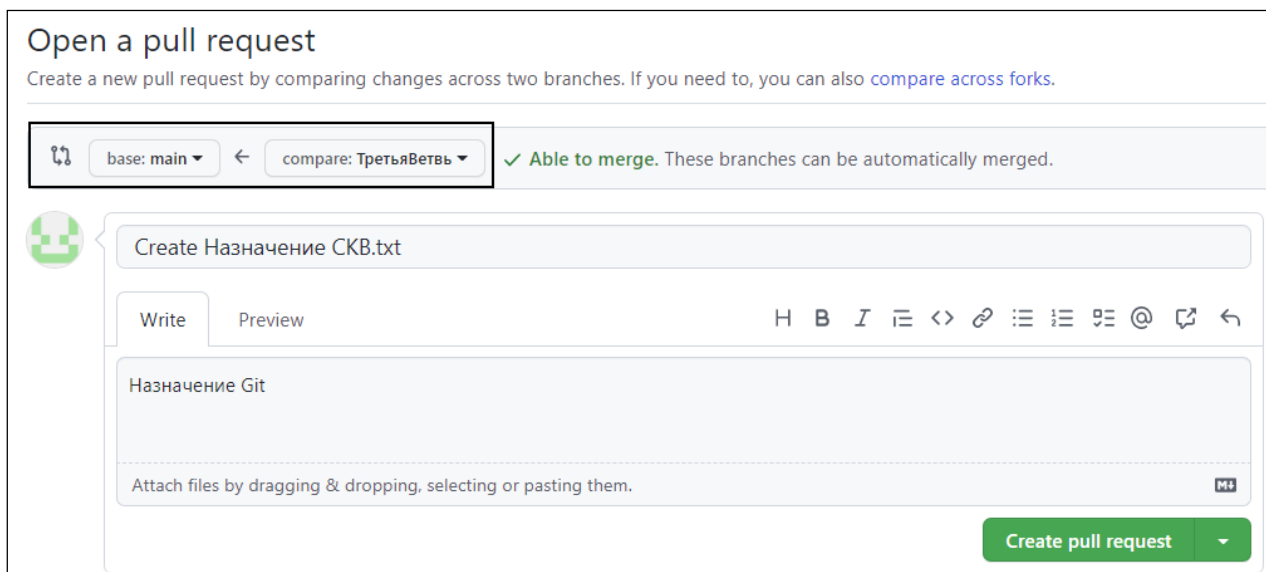 Open a pull request
Create a new pull request by comparing changes across two branches. If you need to, you can also compare across forks.
base: main compare: ТретьяВетвь Able to merge. These branches can be automatically merged.
Create Назначение СКВ.txt
Write Preview
Назначение Git
Attach files by dragging & dropping, selecting or pasting them.
Create pull request